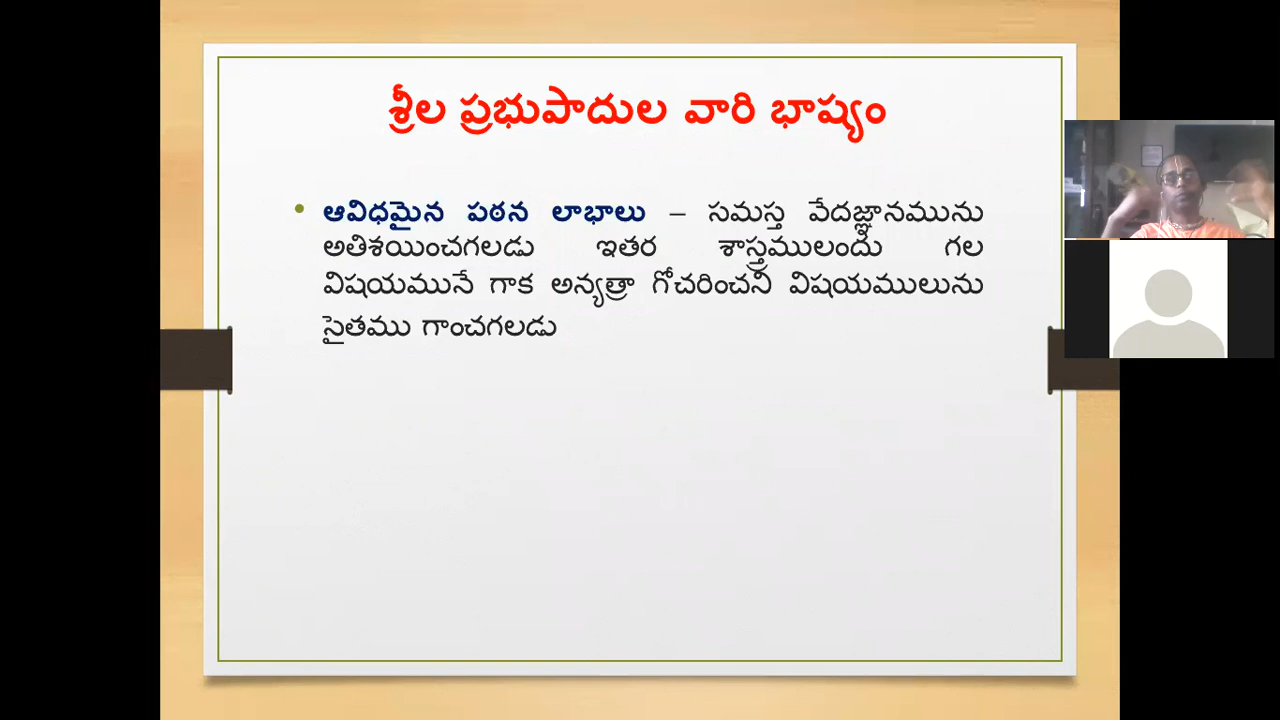 శ్రీల ప్రభుపాదుల వారి భాష్యం
• ఆవిధమైన పఠన లాభాలు – సమస్త వేదజ్ఞానమును
అతిశయించగలడు ఇతర శాస్త్రములందు గల
విషయమునే గాక అన్యత్రా గోచరించని విషయములును
సైతము గాంచగలడు